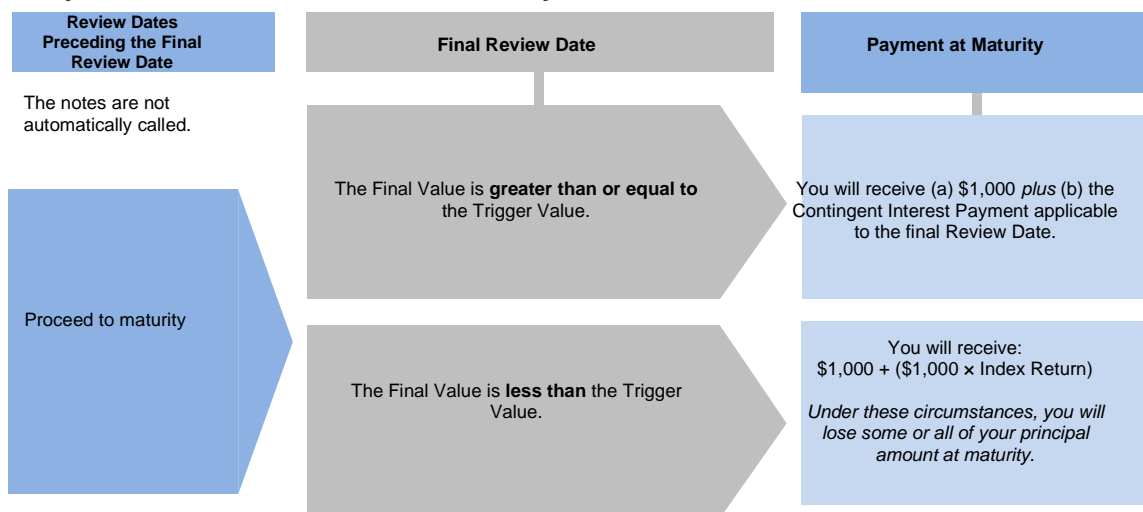 Review Dates
Preceding the Final
Review Date
Final Review Date
Payment at Maturity
The notes are not
automatically called.
Proceed to maturity
The Final Value is greater than or equal to
the Trigger Value.
You will receive (a) $1,000 plus (b) the
Contingent Interest Payment applicable
to the final Review Date.
The Final Value is less than the Trigger
Value.
You will receive:
$1,000 + ($1,000 × Index Return)
Under these circumstances, you will
lose some or all of your principal
amount at maturity.